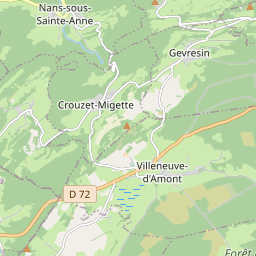 Nans-sous-
Sainte-Anne
Gevresin
Crouzet-Migette
Villeneuve-
d'Amont
D 72
Forêt